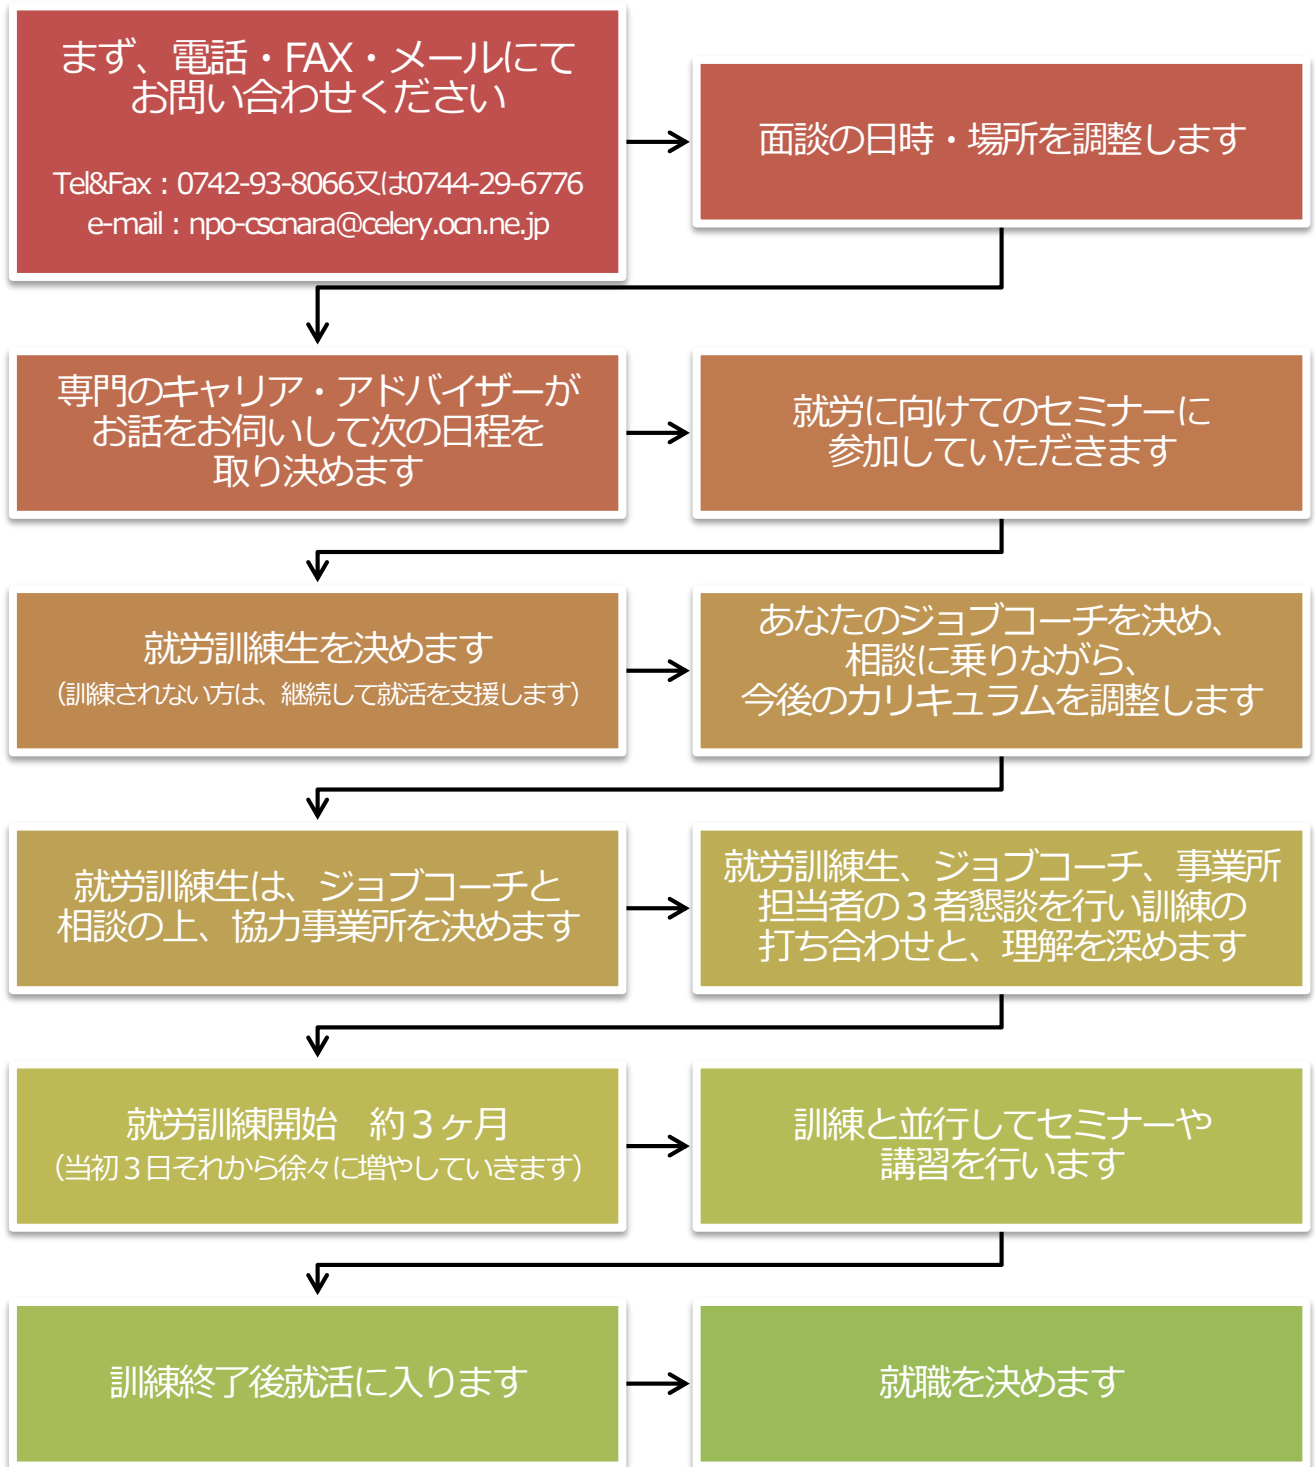 まず、電話・FAX・メールにて
お問い合わせください
Tel&Fax：0742-93-8066又は0744-29-6776
e-mail：npo-cscnara@celery.ocn.ne.jp
面談の日時・場所を調整します
専門のキャリア・アドバイザーが
お話をお伺いして次の日程を
取り決めます
就労に向けてのセミナーに
参加していただきます
就労訓練生を決めます
（訓練されない方は、継続して就活を支援します）
あなたのジョブコーチを決め、
相談に乗りながら、
今後のカリキュラムを調整します
就労訓練生は、ジョブコーチと
相談の上、協力事業所を決めます
就労訓練生、ジョブコーチ、事業所
担当者の３者懇談を行い訓練の
打ち合わせと、理解を深めます
就労訓練開始　約３ヶ月
（当初３日それから徐々に増やしていきます）
訓練と並行してセミナーや
講習を行います
訓練終了後就活に入ります
就職を決めます